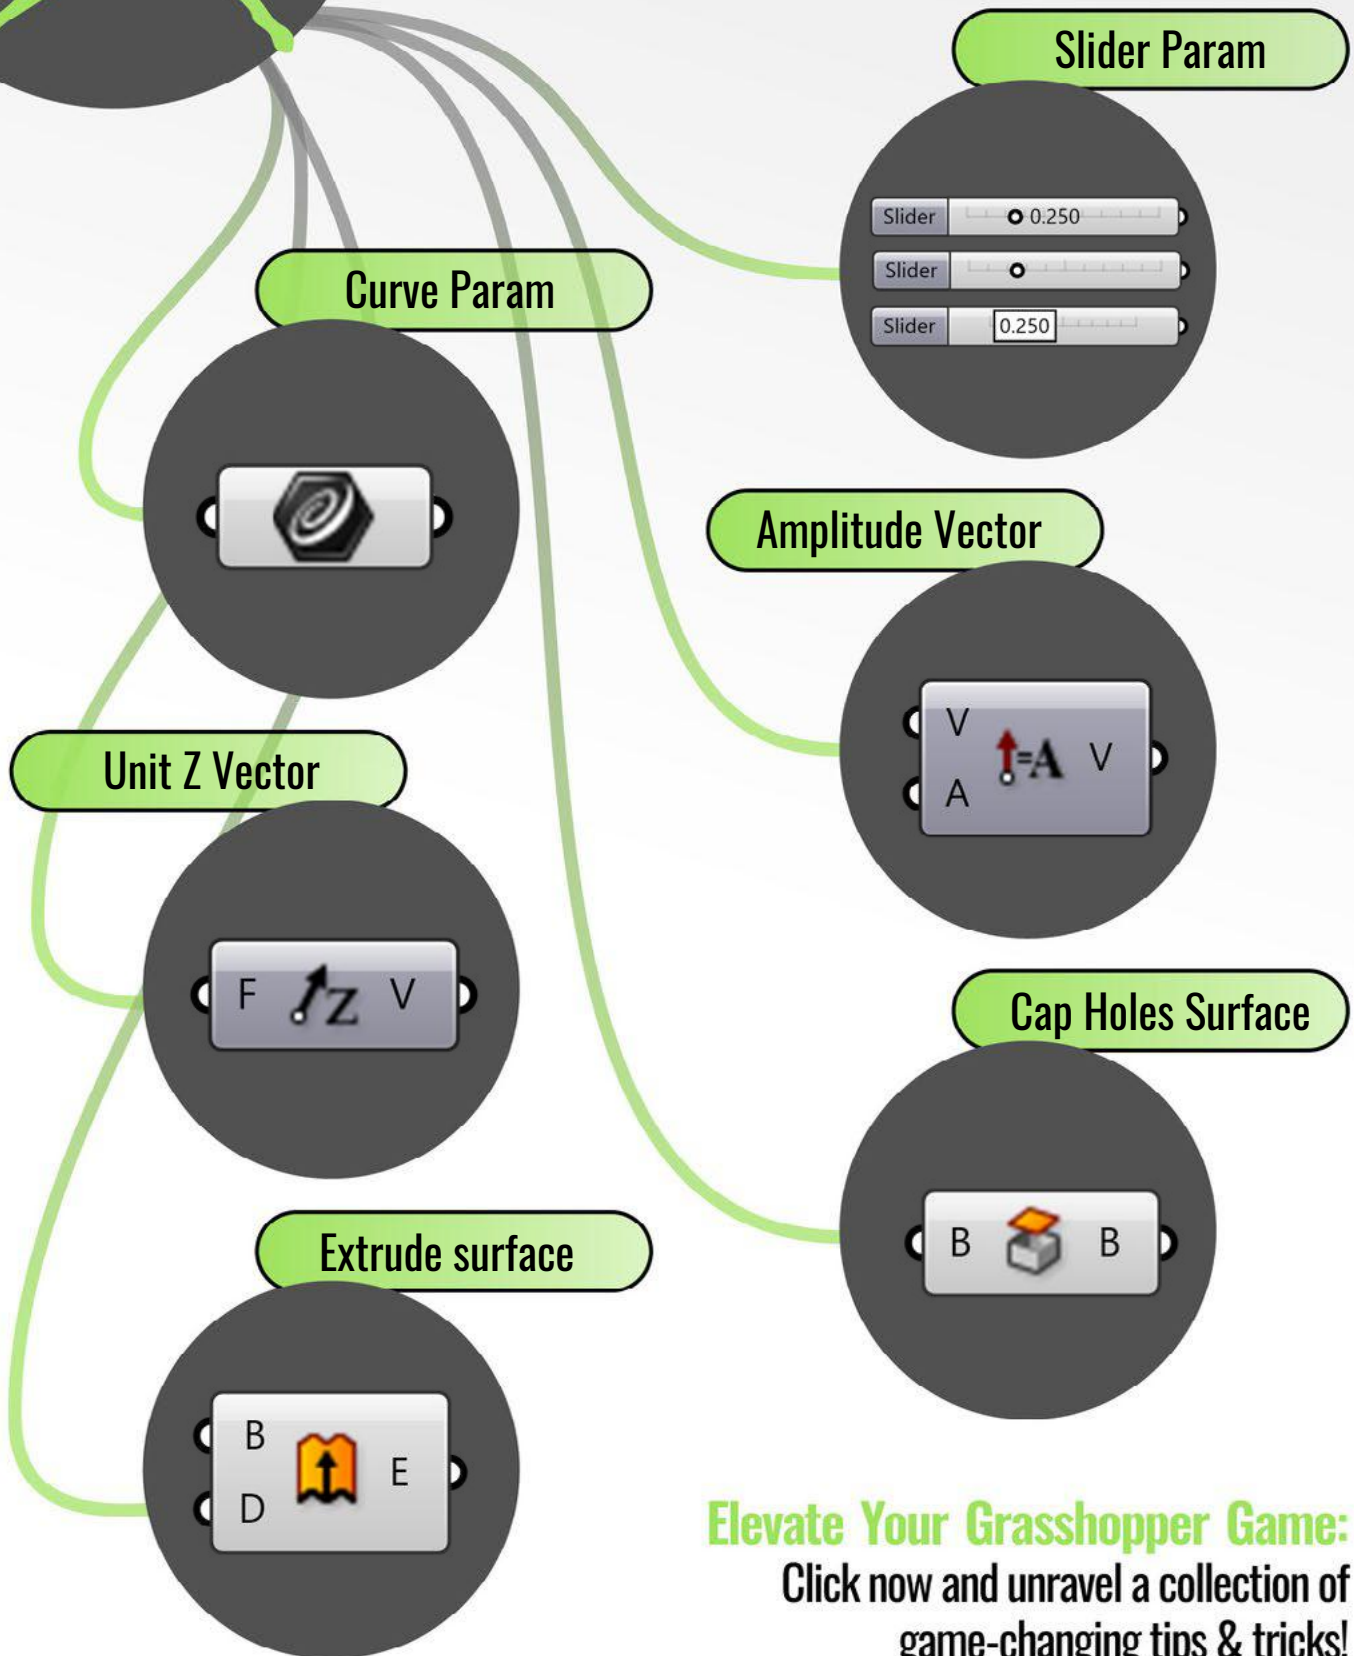 Slider Param
Slider 0.250
Slider
Slider 0.250
Curve Param
Amplitude Vector
V
A
=A
V
Unit Z Vector
F Z V
Cap Holes Surface
B B
Extrude surface
B
D
E
Elevate Your Grasshopper Game:
Click now and unravel a collection of
game-changing tips & tricks!